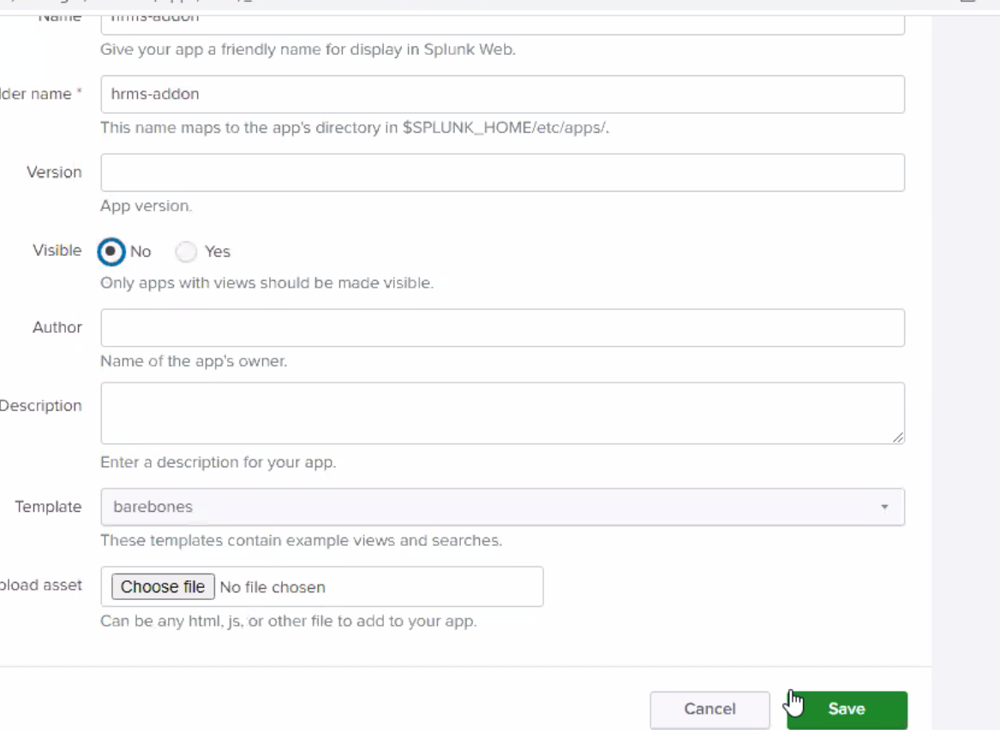 Name hrms-addon
Give your app a friendly name for display in Splunk Web.
lder name * hrms-addon
This name maps to the app's directory in $SPLUNK_HOME/etc/apps/.
Version
App version.
Visible No Yes
Only apps with views should be made visible.
Author
Name of the app's owner.
Description
Enter a description for your app.
Template barebones
These templates contain example views and searches.
pload asset Choose file No file chosen
Can be any html, js, or other file to add to your app.
Cancel Save